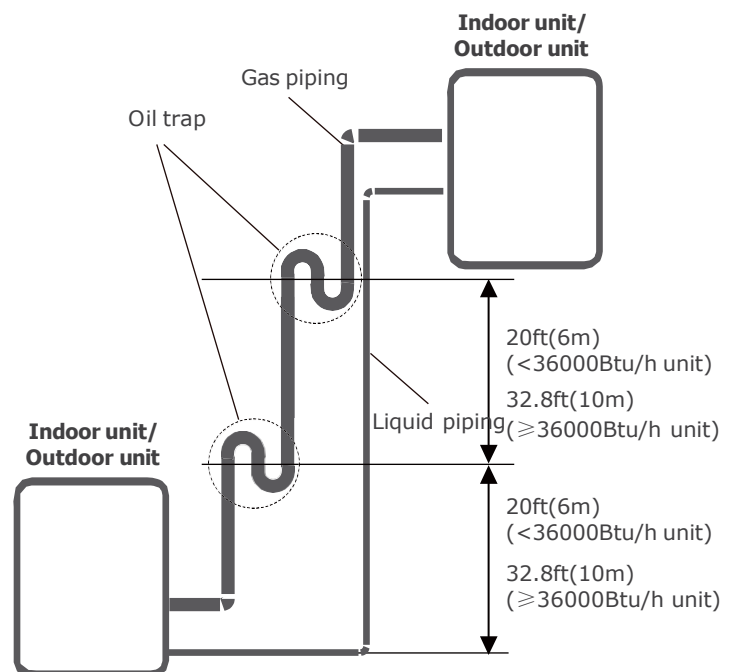 Indoor unit/
Outdoor unit
Gas piping
Oil trap
20ft(6m)
(<36000Btu/h unit)
32.8ft(10m)
(≥36000Btu/h unit)
Liquid piping
Indoor unit/
Outdoor unit
20ft(6m)
(<36000Btu/h unit)
32.8ft(10m)
(≥36000Btu/h unit)